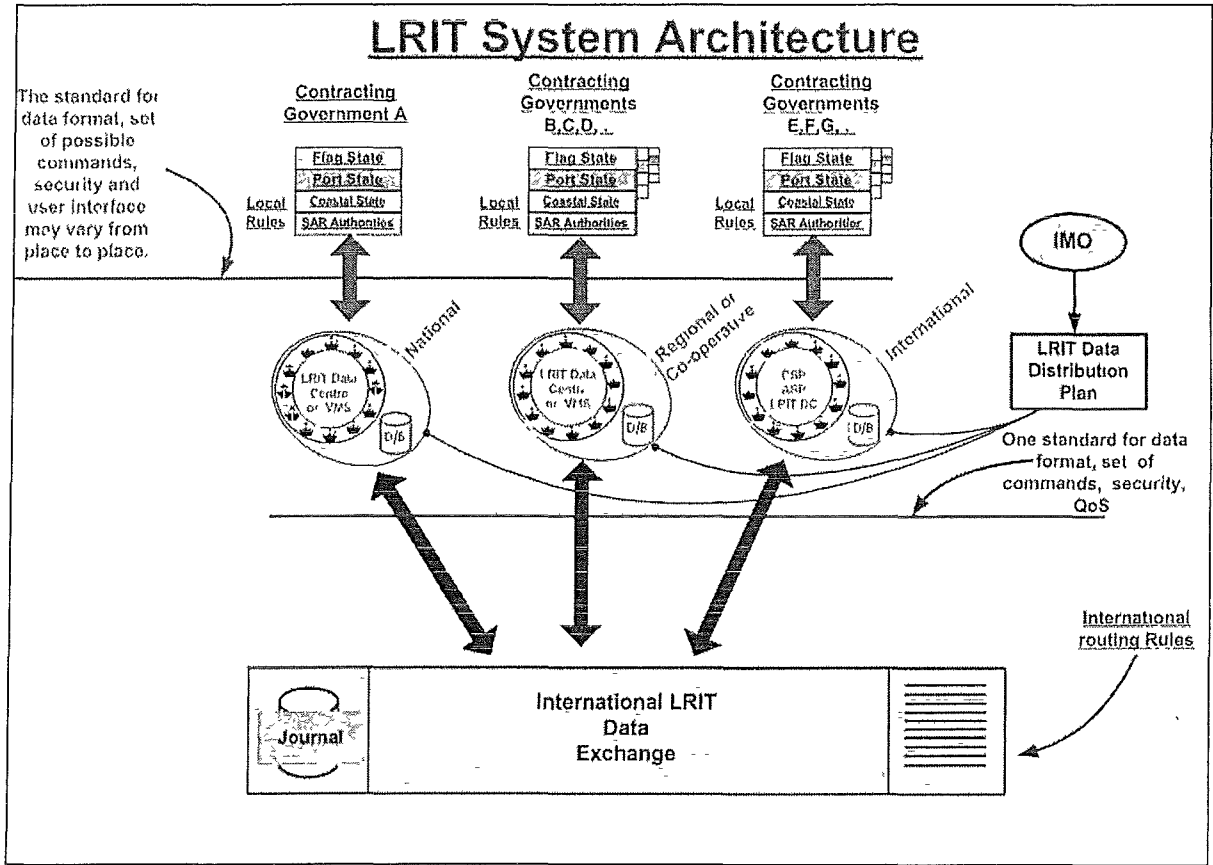 LRIT System Architecture
The standard for
data format, set
of possible
commands,
security and
user interface
may vary from
place to place.
Contracting
Government A
Flag State
Port State
Coastal State
SAR Authorities
Local
Rules
Contracting
Governments
B,C,D, .
Flag State
Port State
Coastal State
SAR Authorities
Local
Rules
Contracting
Governments
E,F,G, .
Flag State
Port State
Coastal State
SAR Authorities
Local
Rules
IMO
LRIT Data
Distribution
Plan
National
LRIT Data
Centre
or VMS
D/B
Regional or
Co-operative
LRIT Data
Centre
or VMS
D/B
International
CSP
ASP
LRIT DC
D/B
One standard for data
format, set of
commands, security,
QoS
International
routing Rules
Journal
International LRIT
Data
Exchange